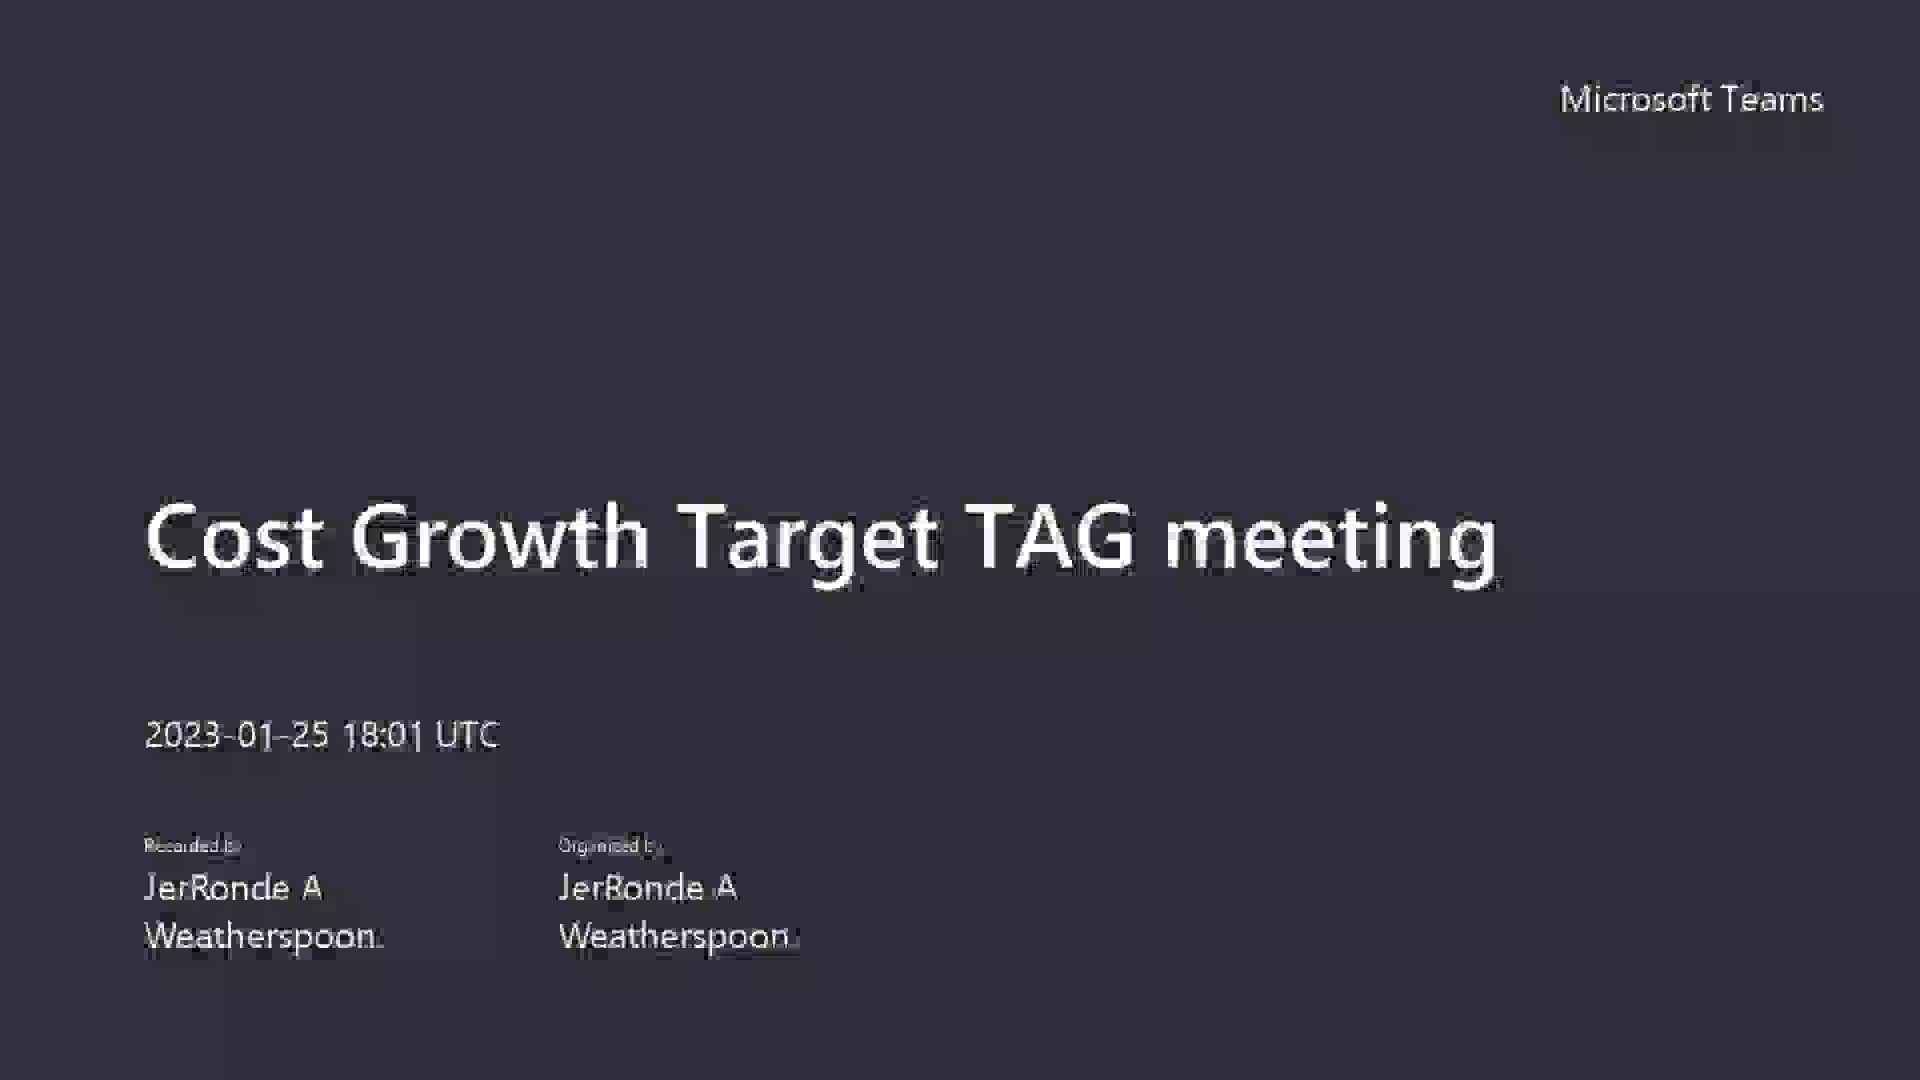 Microsoft Teams
Cost Growth Target TAG meeting
2023-01-25 18:01 UTC
Recorded by
Organized by
JerRonde A
JerRonde A
Weatherspoon
Weatherspoon